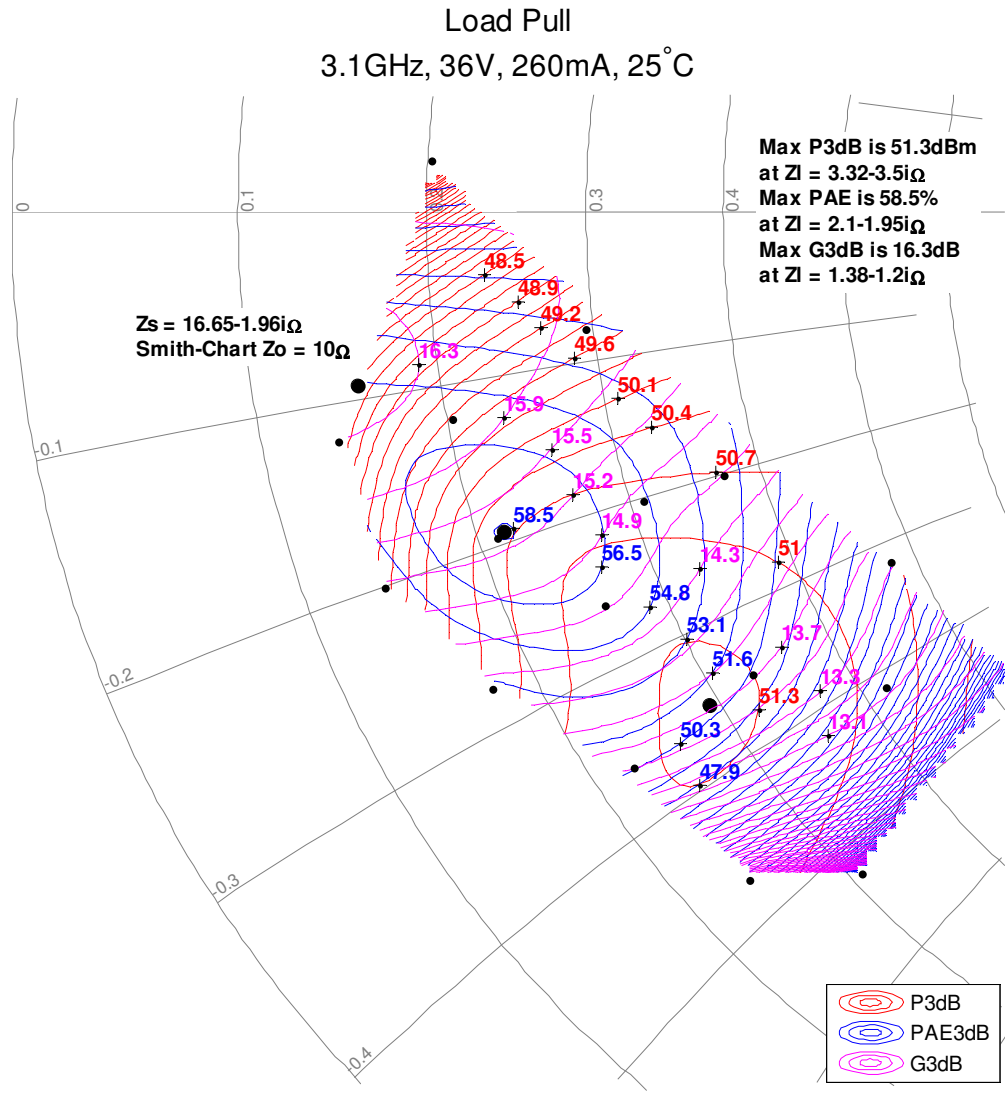 Load Pull
3.1GHz, 36V, 260mA, 25°C
Max P3dB is 51.3dBm
at Zl = 3.32-3.5iΩ
Max PAE is 58.5%
at Zl = 2.1-1.95iΩ
Max G3dB is 16.3dB
at Zl = 1.38-1.2iΩ
0
0.1
0.3
0.4
48.5
48.9
49.2
Zs = 16.65-1.96iΩ
Smith-Chart Zo = 10Ω
49.6
16.3
50.1
15.9
50.4
-0.1
15.5
50.7
15.2
58.5
14.9
51
56.5
14.3
54.8
53.1
13.7
-0.2
51.6
13.3
51.3
50.3
13.1
47.9
-0.3
-0.4
P3dB
PAE3dB
G3dB